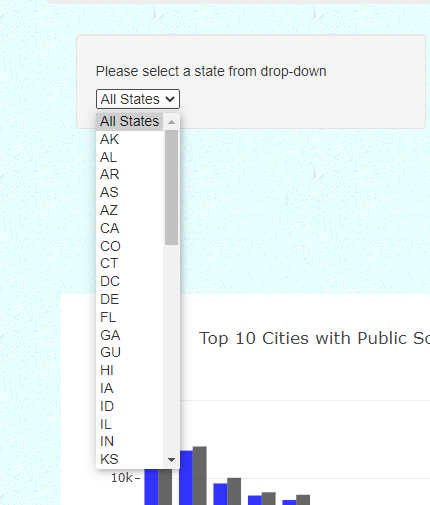 Please select a state from drop-down
All States
All States
AK
AL
AR
AS
AZ
CA
CO
CT
DC
DE
FL
GA
GU
HI
IA
ID
IL
IN
KS
Top 10 Cities with Public Sc
10k